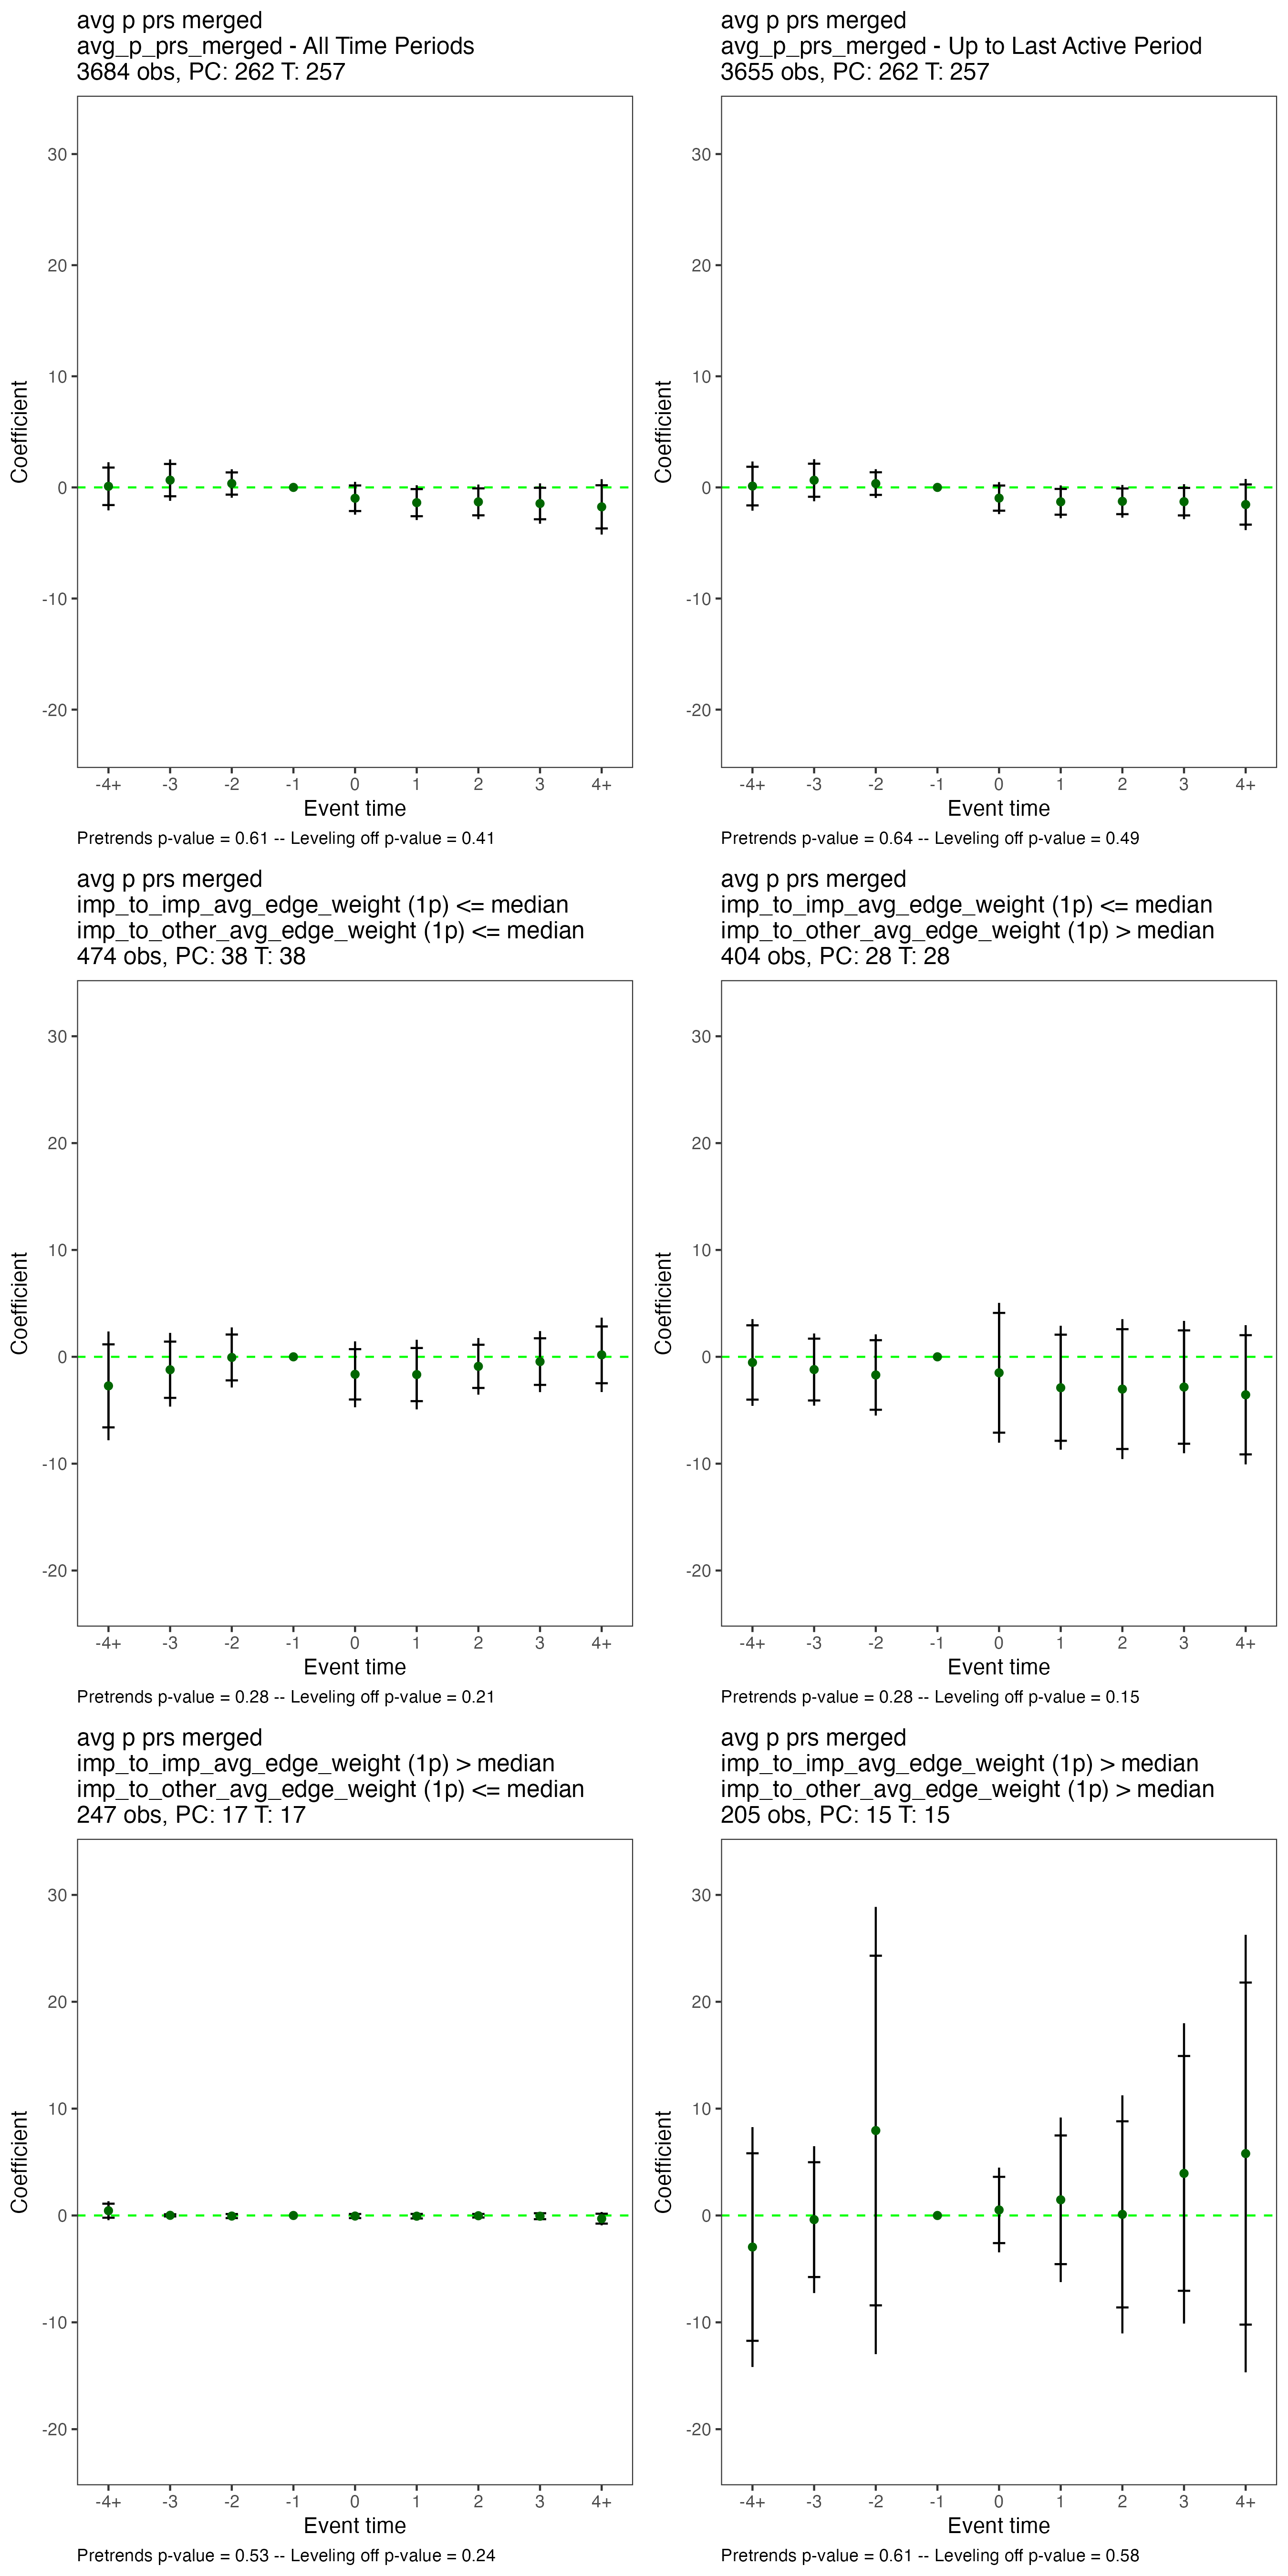 avg p prs merged
avg_p_prs_merged - All Time Periods
3684 obs, PC: 262 T: 257
30
20
10
0
-10
-20
Coefficient
-4+ -3 -2 -1 0 1 2 3 4+
Event time
Pretrends p-value = 0.61 -- Leveling off p-value = 0.41
avg p prs merged
avg_p_prs_merged - Up to Last Active Period
3655 obs, PC: 262 T: 257
30
20
10
0
-10
-20
Coefficient
-4+ -3 -2 -1 0 1 2 3 4+
Event time
Pretrends p-value = 0.64 -- Leveling off p-value = 0.49
avg p prs merged
imp_to_imp_avg_edge_weight (1p) <= median
imp_to_other_avg_edge_weight (1p) <= median
474 obs, PC: 38 T: 38
30
20
10
0
-10
-20
Coefficient
-4+ -3 -2 -1 0 1 2 3 4+
Event time
Pretrends p-value = 0.28 -- Leveling off p-value = 0.21
avg p prs merged
imp_to_imp_avg_edge_weight (1p) <= median
imp_to_other_avg_edge_weight (1p) > median
404 obs, PC: 28 T: 28
30
20
10
0
-10
-20
Coefficient
-4+ -3 -2 -1 0 1 2 3 4+
Event time
Pretrends p-value = 0.28 -- Leveling off p-value = 0.15
avg p prs merged
imp_to_imp_avg_edge_weight (1p) > median
imp_to_other_avg_edge_weight (1p) <= median
247 obs, PC: 17 T: 17
30
20
10
0
-10
-20
Coefficient
-4+ -3 -2 -1 0 1 2 3 4+
Event time
Pretrends p-value = 0.53 -- Leveling off p-value = 0.24
avg p prs merged
imp_to_imp_avg_edge_weight (1p) > median
imp_to_other_avg_edge_weight (1p) > median
205 obs, PC: 15 T: 15
30
20
10
0
-10
-20
Coefficient
-4+ -3 -2 -1 0 1 2 3 4+
Event time
Pretrends p-value = 0.61 -- Leveling off p-value = 0.58